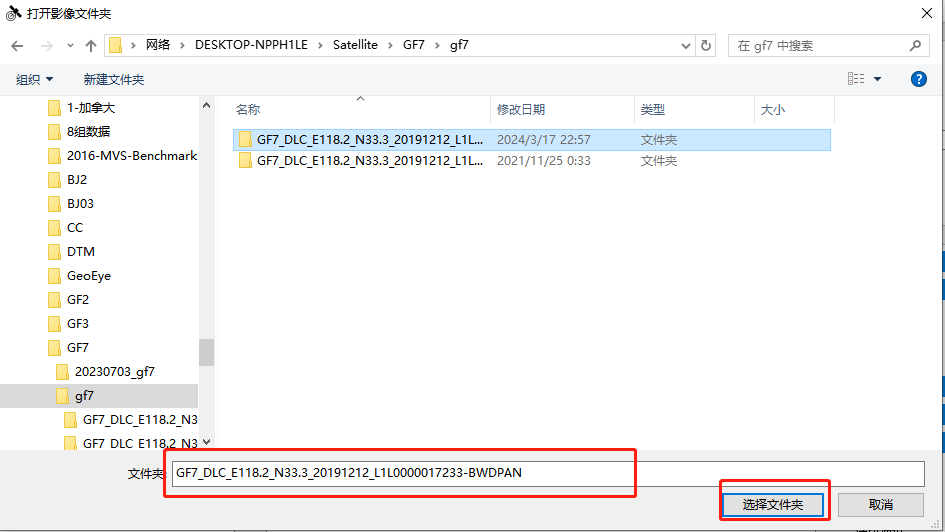 打开影像文件夹
网络 › DESKTOP-NPPH1LE › Satellite › GF7 › gf7
在 gf7 中搜索
组织 新建文件夹
名称 修改日期 类型 大小
GF7_DLC_E118.2_N33.3_20191212_L1L... 2024/3/17 22:57 文件夹
GF7_DLC_E118.2_N33.3_20191212_L1L... 2021/11/25 0:33 文件夹
1-加拿大
8组数据
2016-MVS-Benchmark
BJ2
BJ03
CC
DTM
GeoEye
GF2
GF3
GF7
20230703_gf7
gf7
GF7_DLC_E118.2_N3
GF7_DLC_E118.2_N3
文件夹: GF7_DLC_E118.2_N33.3_20191212_L1L0000017233-BWDPAN
选择文件夹 取消